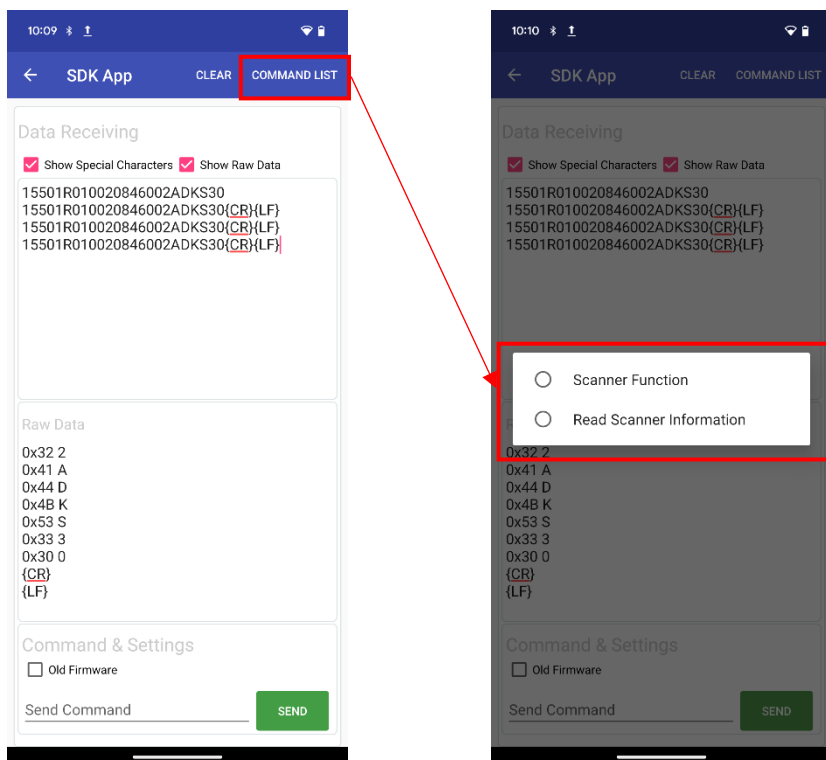 10:09
SDK App
CLEAR
COMMAND LIST
Data Receiving
Show Special Characters
Show Raw Data
15501R010020846002ADKS30
15501R010020846002ADKS30{CR}{LF}
15501R010020846002ADKS30{CR}{LF}
15501R010020846002ADKS30{CR}{LF}
Raw Data
0x32 2
0x41 A
0x44 D
0x4B K
0x53 S
0x33 3
0x30 0
{CR}
{LF}
Command & Settings
Old Firmware
Send Command
SEND
10:10
SDK App
CLEAR
COMMAND LIST
Data Receiving
Show Special Characters
Show Raw Data
15501R010020846002ADKS30
15501R010020846002ADKS30{CR}{LF}
15501R010020846002ADKS30{CR}{LF}
15501R010020846002ADKS30{CR}{LF}
Scanner Function
Read Scanner Information
0x32 2
0x41 A
0x44 D
0x4B K
0x53 S
0x33 3
0x30 0
{CR}
{LF}
Command & Settings
Old Firmware
Send Command
SEND